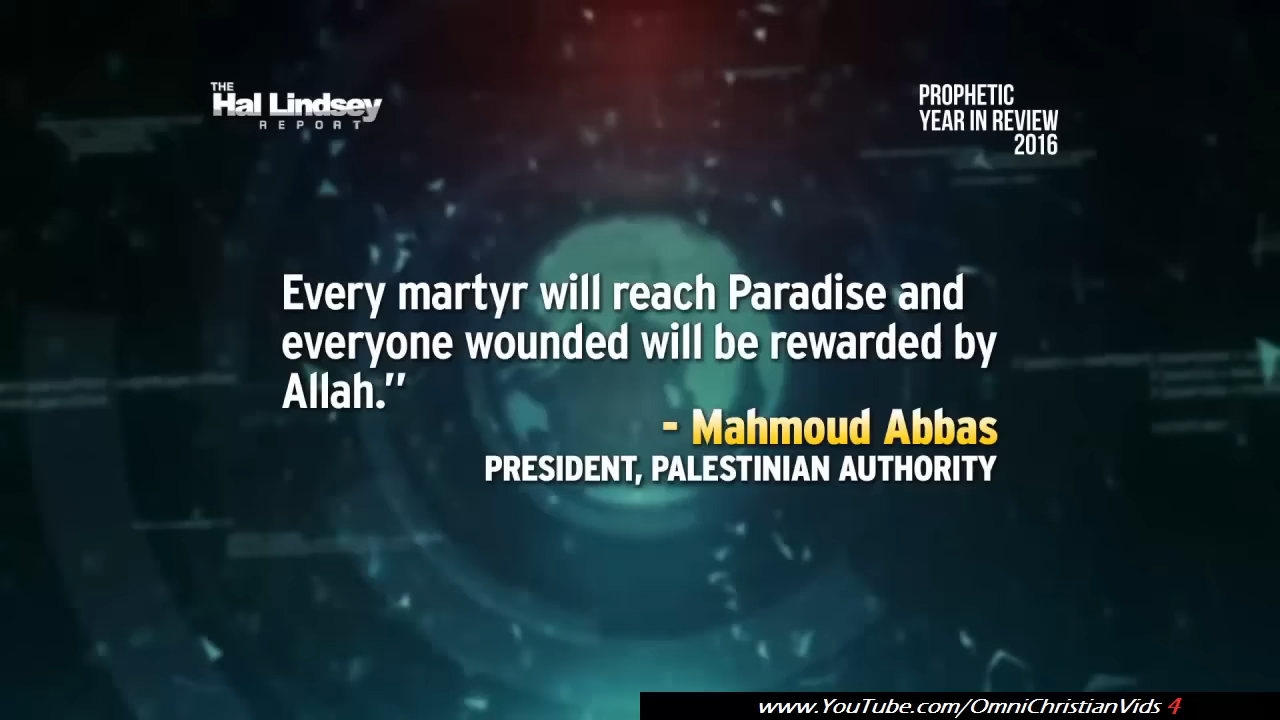 THE
Hal Lindsey
REPORT
PROPHETIC
YEAR IN REVIEW
2016
Every martyr will reach Paradise and
everyone wounded will be rewarded by
Allah.”
- Mahmoud Abbas
PRESIDENT, PALESTINIAN AUTHORITY
www.YouTube.com/OmniChristianVids 4